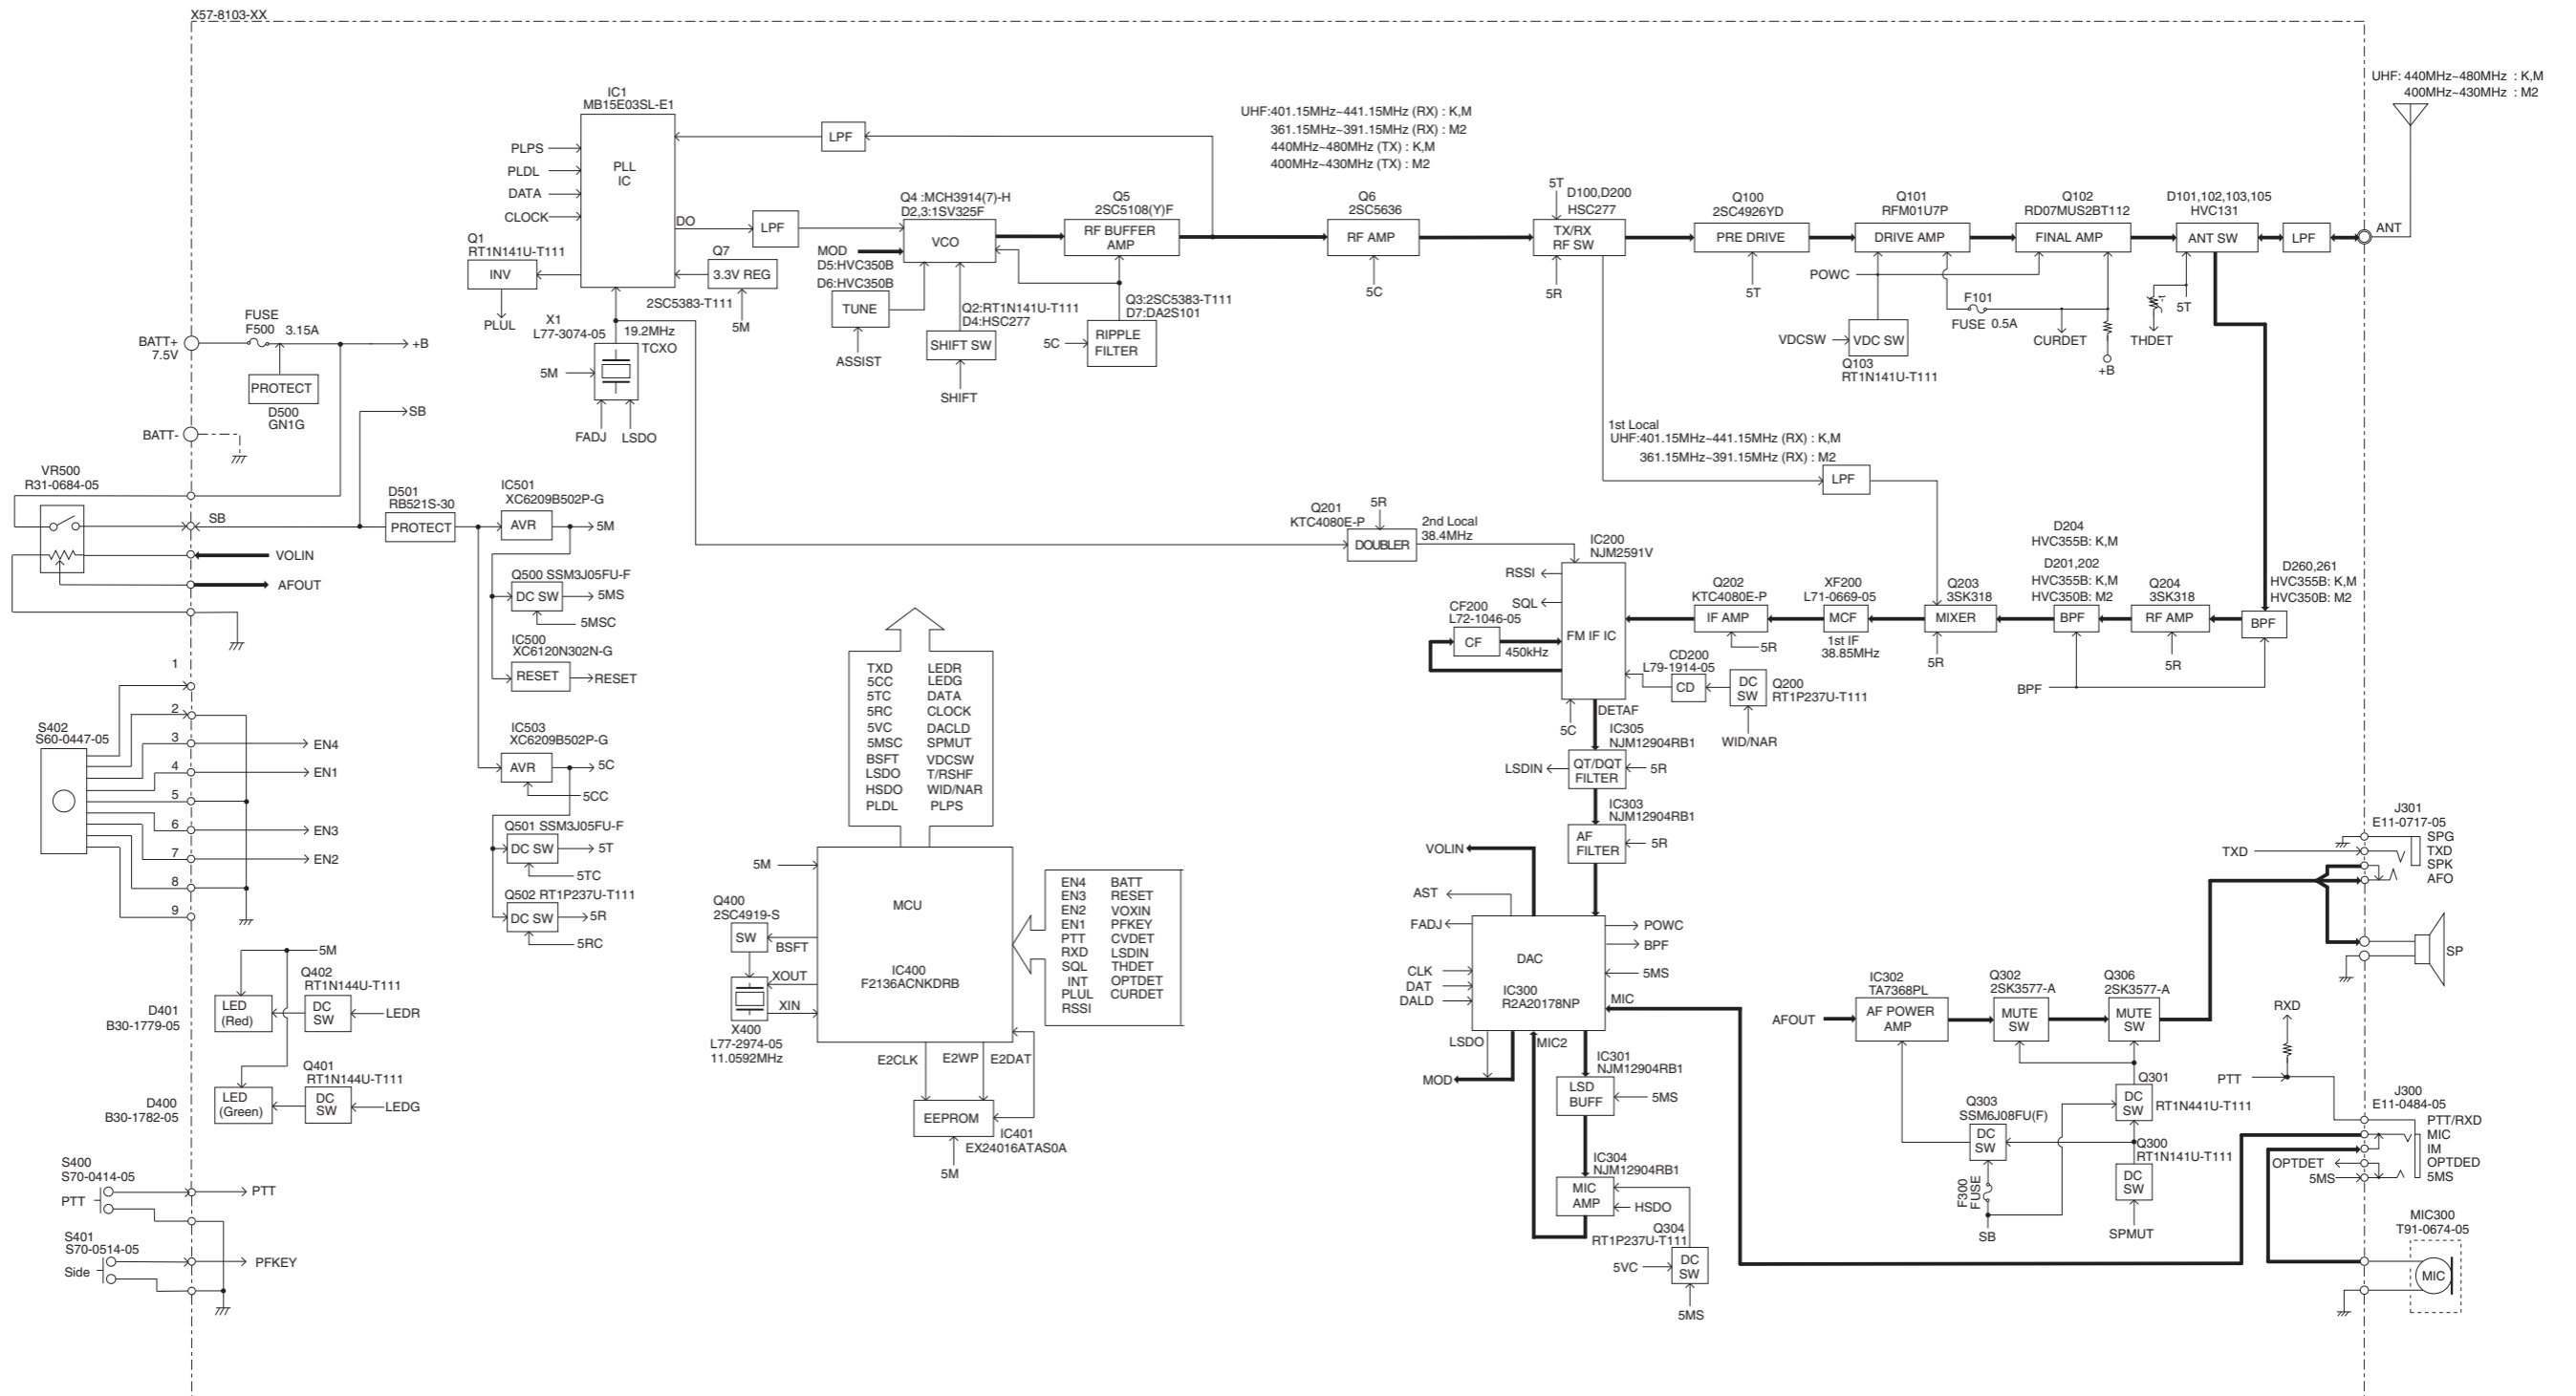 X57-8103-XX
UHF: 440MHz~480MHz : K,M
400MHz~430MHz : M2
ANT
IC1
MB15E03SL-E1
PLL
IC
PLPS
PLDL
DATA
CLOCK
DO
LPF
LPF
Q1
RT1N141U-T111
INV
PLUL
Q7
3.3V REG
2SC5383-T111
5M
X1
L77-3074-05
19.2MHz
TCXO
5M
FADJ
LSDO
Q4 :MCH3914(7)-H
D2,3:1SV325F
VCO
MOD
D5:HVC350B
D6:HVC350B
TUNE
ASSIST
Q2:RT1N141U-T111
D4:HSC277
SHIFT SW
SHIFT
Q5
2SC5108(Y)F
RF BUFFER
AMP
Q3:2SC5383-T111
D7:DA2S101
RIPPLE
FILTER
5C
UHF:401.15MHz~441.15MHz (RX) : K,M
361.15MHz~391.15MHz (RX) : M2
440MHz~480MHz (TX) : K,M
400MHz~430MHz (TX) : M2
Q6
2SC5636
RF AMP
5C
5T
D100,D200
HSC277
TX/RX
RF SW
5R
Q100
2SC4926YD
PRE DRIVE
5T
Q101
RFM01U7P
DRIVE AMP
POWC
F101
FUSE 0.5A
VDCSW
VDC SW
Q103
RT1N141U-T111
Q102
RD07MUS2BT112
FINAL AMP
CURDET
+B
D101,102,103,105
HVC131
ANT SW
t
5T
THDET
LPF
FUSE
F500 3.15A
BATT+
7.5V
+B
PROTECT
D500
GN1G
BATT-
SB
VR500
R31-0684-05
SB
D501
RB521S-30
PROTECT
VOLIN
AFOUT
IC501
XC6209B502P-G
AVR
5M
Q500 SSM3J05FU-F
DC SW
5MS
5MSC
IC500
XC6120N302N-G
RESET
RESET
IC503
XC6209B502P-G
AVR
5C
5CC
Q501 SSM3J05FU-F
DC SW
5T
5TC
Q502 RT1P237U-T111
DC SW
5R
5RC
S402
S60-0447-05
1
2
3
EN4
4
EN1
5
6
EN3
7
EN2
8
9
5M
Q402
RT1N144U-T111
D401
B30-1779-05
LED
(Red)
DC
SW
LEDR
Q401
RT1N144U-T111
D400
B30-1782-05
LED
(Green)
DC
SW
LEDG
S400
S70-0414-05
PTT
PTT
S401
S70-0514-05
Side
PFKEY
TXD LEDR
5CC LEDG
5TC DATA
5RC CLOCK
5VC DACLD
5MSC SPMUT
BSFT VDCSW
LSDO T/RSHF
HSDO WID/NAR
PLDL PLPS
5M
MCU
IC400
F2136ACNKDRB
Q400
2SC4919-S
SW
BSFT
XOUT
XIN
X400
L77-2974-05
11.0592MHz
EN4 BATT
EN3 RESET
EN2 VOXIN
EN1 PFKEY
PTT CVDET
RXD LSDIN
SQL THDET
INT OPTDET
PLUL CURDET
RSSI
E2CLK
E2WP
E2DAT
EEPROM
IC401
EX24016ATAS0A
5M
1st Local
UHF:401.15MHz~441.15MHz (RX) : K,M
361.15MHz~391.15MHz (RX) : M2
LPF
Q201
KTC4080E-P
5R
DOUBLER
2nd Local
38.4MHz
IC200
NJM2591V
RSSI
SQL
FM IF IC
CF200
L72-1046-05
CF
450kHz
5C
DETAF
Q202
KTC4080E-P
IF AMP
5R
XF200
L71-0669-05
MCF
1st IF
38.85MHz
Q203
3SK318
MIXER
5R
D204
HVC355B: K,M
D201,202
HVC355B: K,M
HVC350B: M2
BPF
Q204
3SK318
RF AMP
5R
D260,261
HVC355B: K,M
HVC350B: M2
BPF
BPF
CD200
L79-1914-05
CD
DC
SW
Q200
RT1P237U-T111
WID/NAR
IC305
NJM12904RB1
LSDIN
QT/DQT
FILTER
5R
IC303
NJM12904RB1
AF
FILTER
5R
VOLIN
AST
FADJ
POWC
BPF
DAC
5MS
CLK
DAT
DALD
IC300
R2A20178NP
MIC
LSDO
MIC2
MOD
IC301
NJM12904RB1
LSD
BUFF
5MS
IC304
NJM12904RB1
MIC
AMP
HSDO
Q304
RT1P237U-T111
5VC
DC
SW
5MS
AFOUT
IC302
TA7368PL
AF POWER
AMP
Q302
2SK3577-A
MUTE
SW
Q306
2SK3577-A
MUTE
SW
Q301
DC
SW
RT1N441U-T111
Q303
SSM6J08FU(F)
DC
SW
Q300
RT1N141U-T111
DC
SW
F300
FUSE
SB
SPMUT
J301
E11-0717-05
SPG
TXD
TXD
SPK
AFO
SP
RXD
PTT
J300
E11-0484-05
PTT/RXD
MIC
IM
OPTDET
OPTDED
5MS
5MS
MIC300
T91-0674-05
MIC